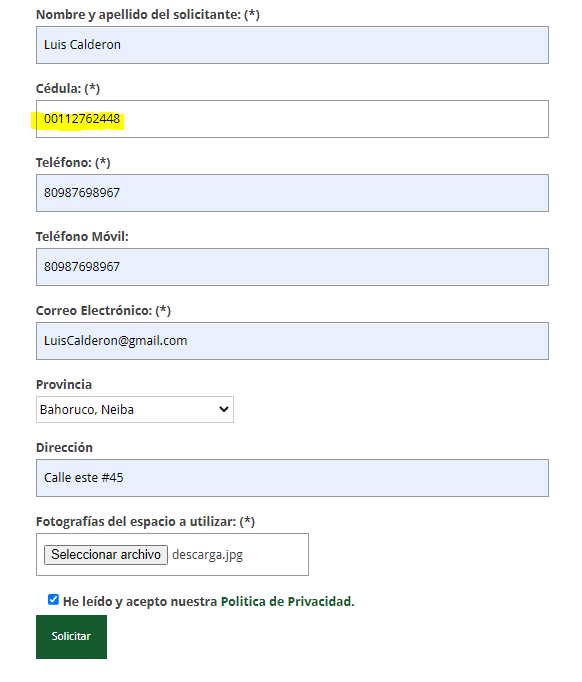 Nombre y apellido del solicitante: (*)
Luis Calderon
Cédula: (*)
00112762448
Teléfono: (*)
80987698967
Teléfono Móvil:
80987698967
Correo Electrónico: (*)
LuisCalderon@gmail.com
Provincia
Bahoruco, Neiba
Dirección
Calle este #45
Fotografías del espacio a utilizar: (*)
Seleccionar archivo descarga.jpg
He leído y acepto nuestra Politica de Privacidad.
Solicitar